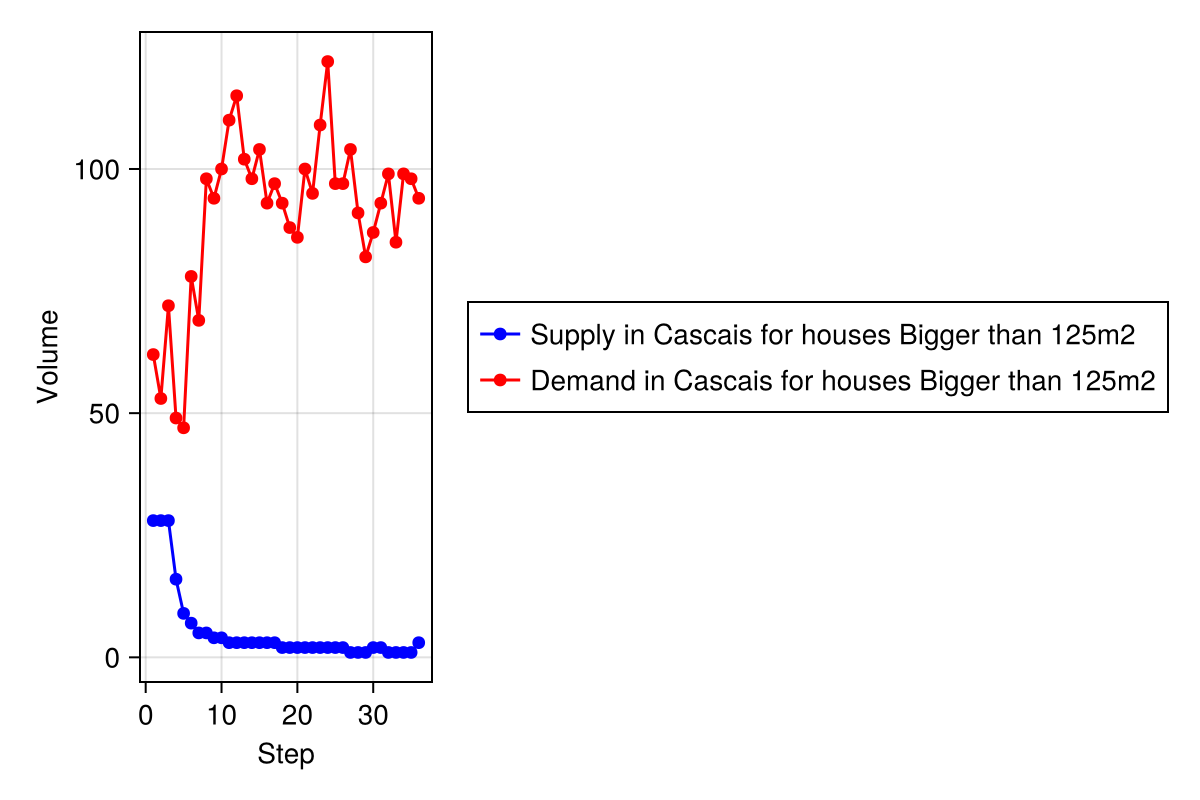 Volume
100
50
0
0 10 20 30
Step
Supply in Cascais for houses Bigger than 125m2
Demand in Cascais for houses Bigger than 125m2